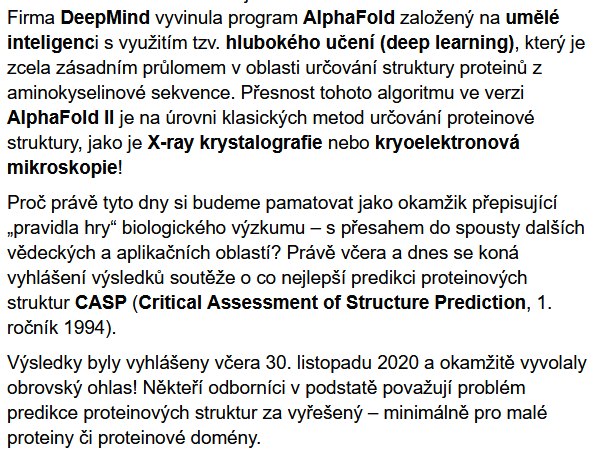 Firma DeepMind vyvinula program AlphaFold založený na umělé
inteligenci s využitím tzv. hlubokého učení (deep learning), který je
zcela zásadním průlomem v oblasti určování struktury proteinů z
aminokyselinové sekvence. Přesnost tohoto algoritmu ve verzi
AlphaFold II je na úrovni klasických metod určování proteinové
struktury, jako je X-ray krystalografie nebo kryoelektronová
mikroskopie!
Proč právě tyto dny si budeme pamatovat jako okamžik přepisující
„pravidla hry“ biologického výzkumu – s přesahem do spousty dalších
vědeckých a aplikačních oblastí? Právě včera a dnes se koná
vyhlášení výsledků soutěže o co nejlepší predikci proteinových
struktur CASP (Critical Assessment of Structure Prediction, 1.
ročník 1994).
Výsledky byly vyhlášeny včera 30. listopadu 2020 a okamžitě vyvolaly
obrovský ohlas! Někteří odborníci v podstatě považují problém
predikce proteinových struktur za vyřešený – minimálně pro malé
proteiny či proteinové domény.